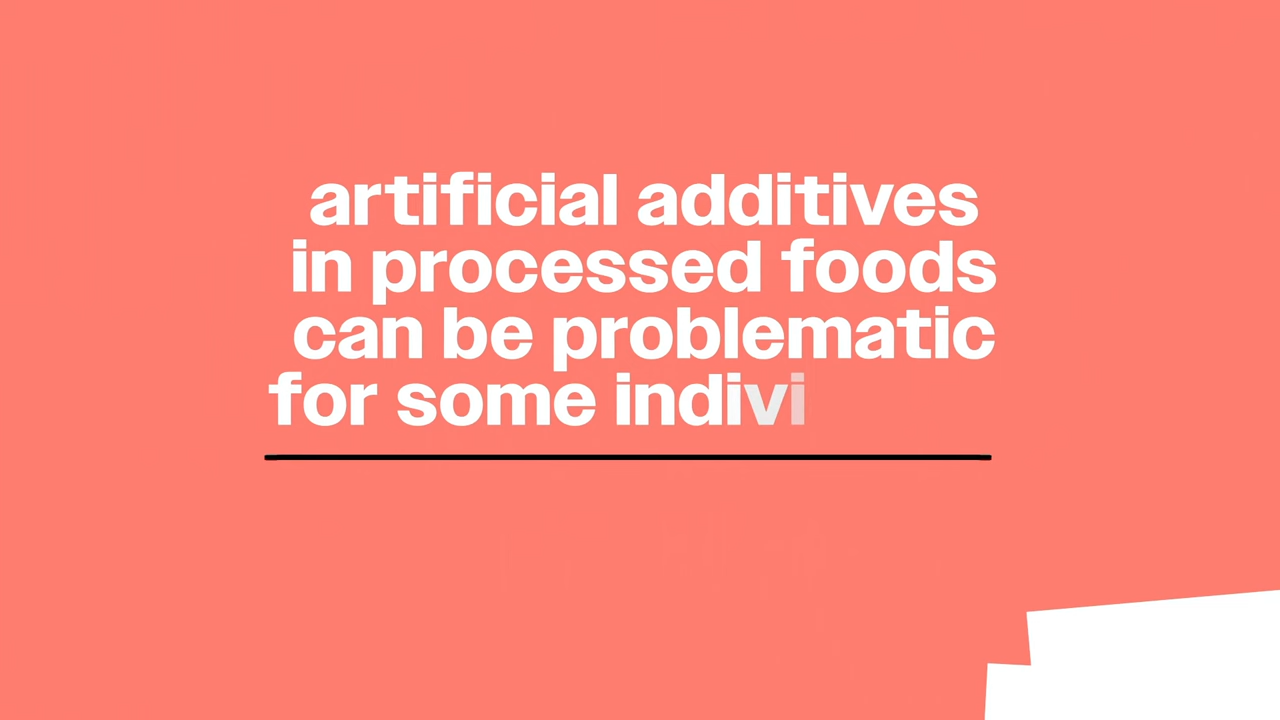 artificial additives
in processed foods
can be problematic
for some indivi